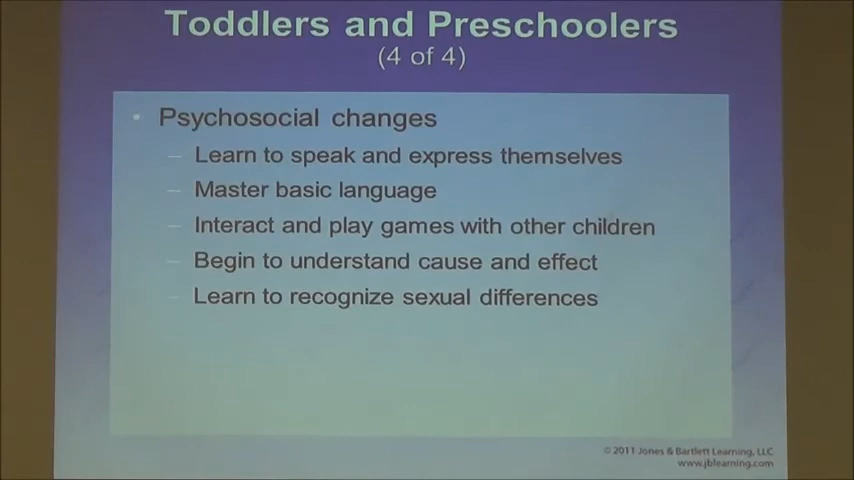 Toddlers and Preschoolers
(4 of 4)
• Psychosocial changes
– Learn to speak and express themselves
– Master basic language
– Interact and play games with other children
– Begin to understand cause and effect
– Learn to recognize sexual differences
© 2011 Jones & Bartlett Learning, LLC
www.jblearning.com